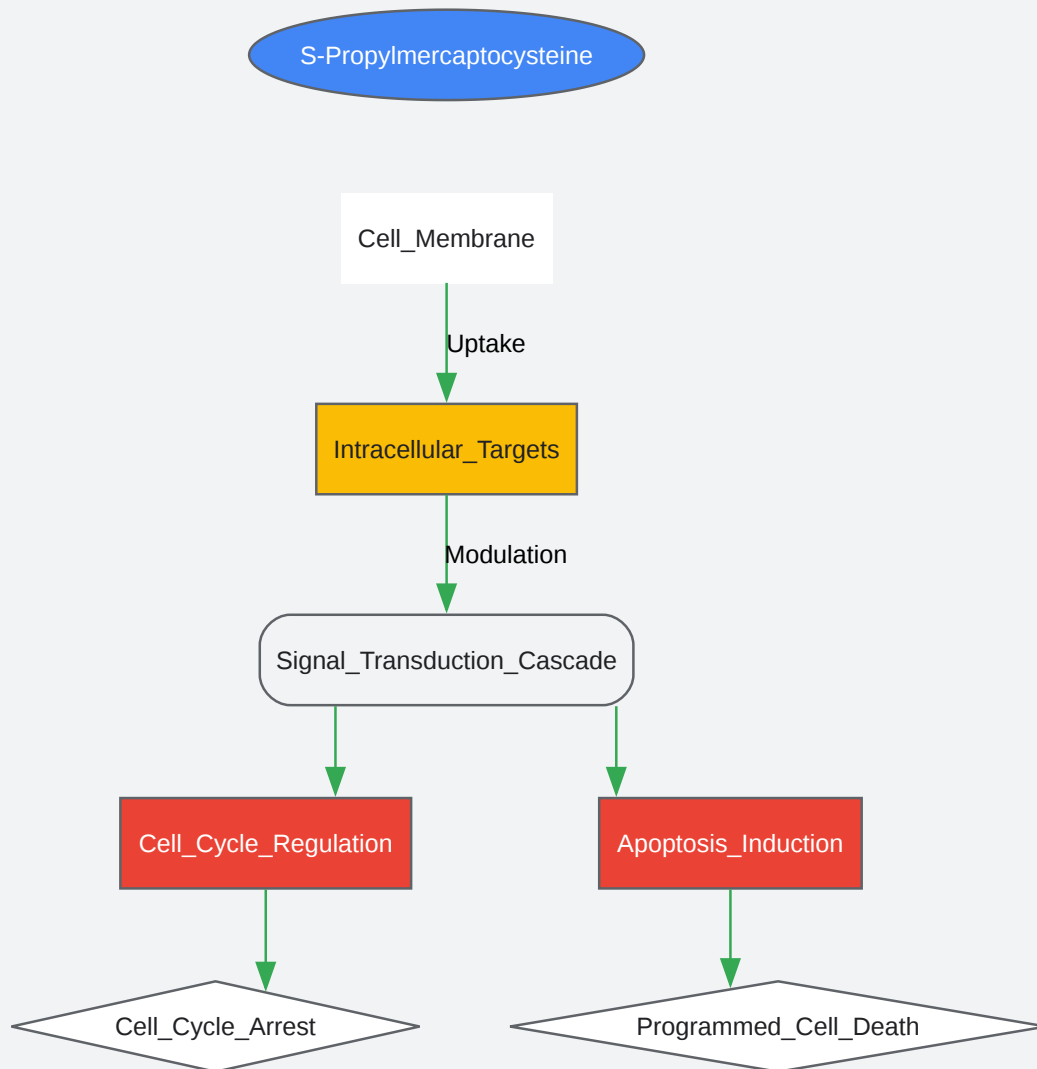 S-Propylmercaptocysteine
Cell_Membrane
Uptake
Intracellular_Targets
Modulation
Signal_Transduction_Cascade
Cell_Cycle_Regulation
Apoptosis_Induction
Cell_Cycle_Arrest
Programmed_Cell_Death